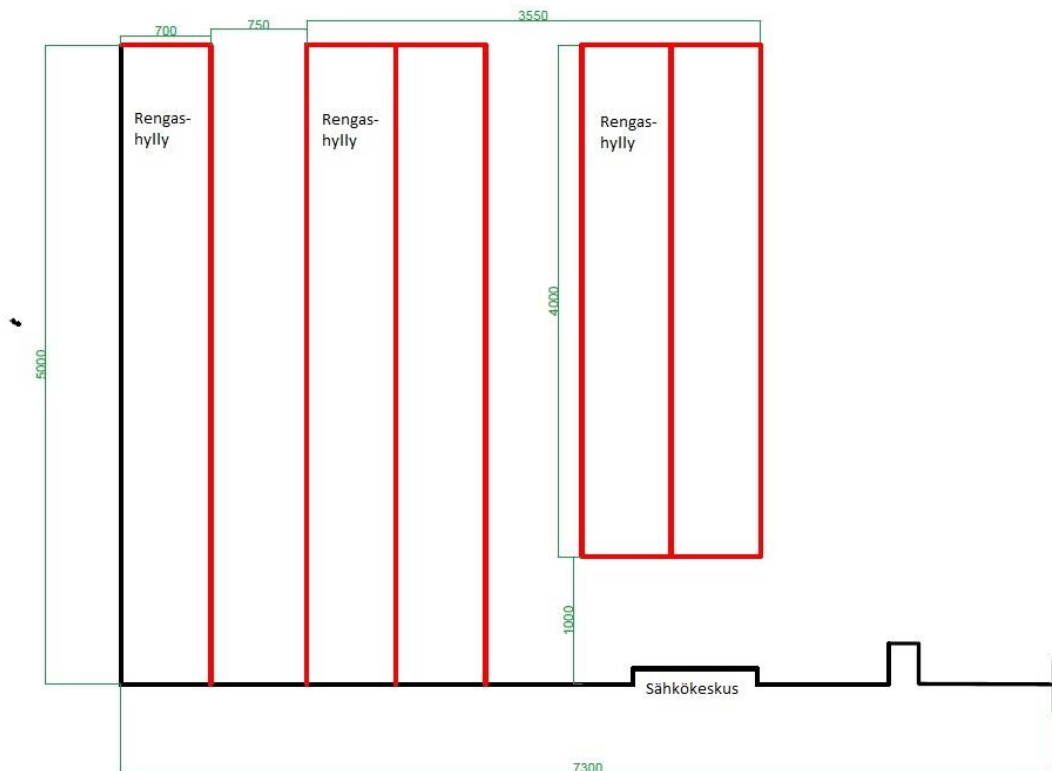 3550
750
700
Rengas-
hylly
Rengas-
hylly
Rengas-
hylly
5000
4000
1000
Sähkökeskus
7300